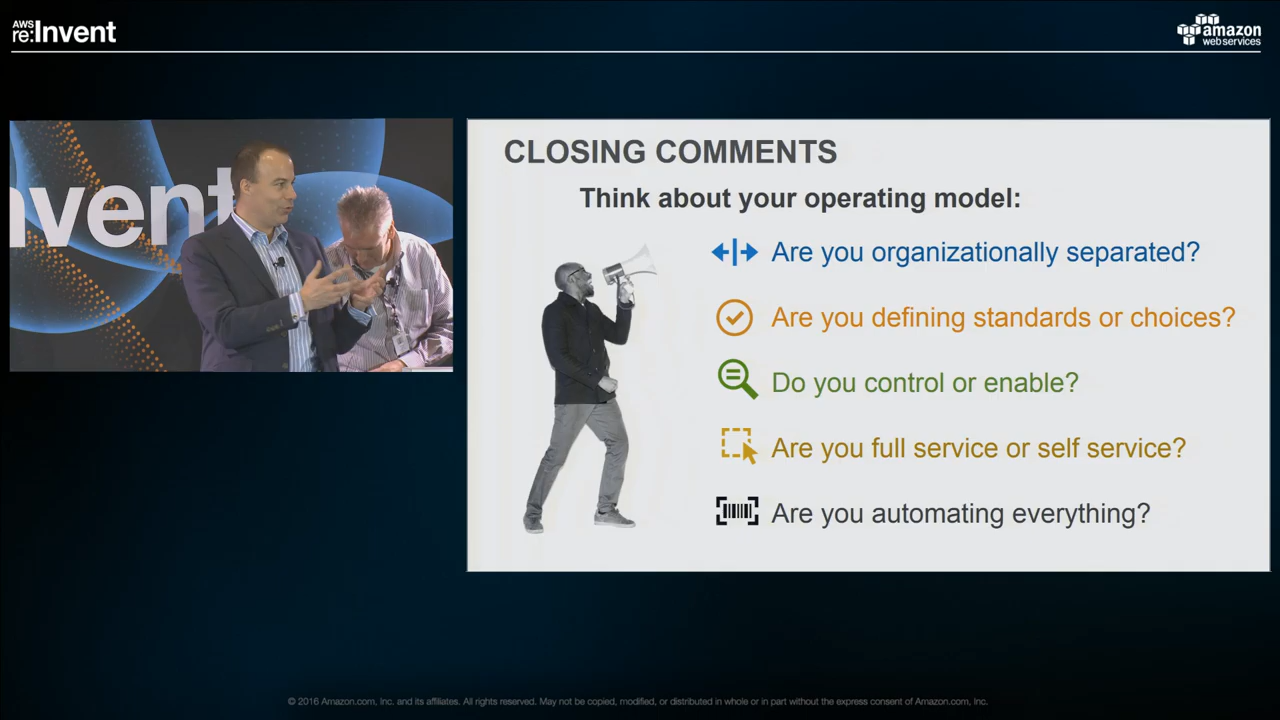 AWS
re:Invent
amazon
web services
nvent
CLOSING COMMENTS
Think about your operating model:
Are you organizationally separated?
Are you defining standards or choices?
Do you control or enable?
Are you full service or self service?
Are you automating everything?
© 2016 Amazon.com, Inc. and its affiliates. All rights reserved. May not be copied, modified, or distributed in whole or in part without the express consent of Amazon.com, Inc.